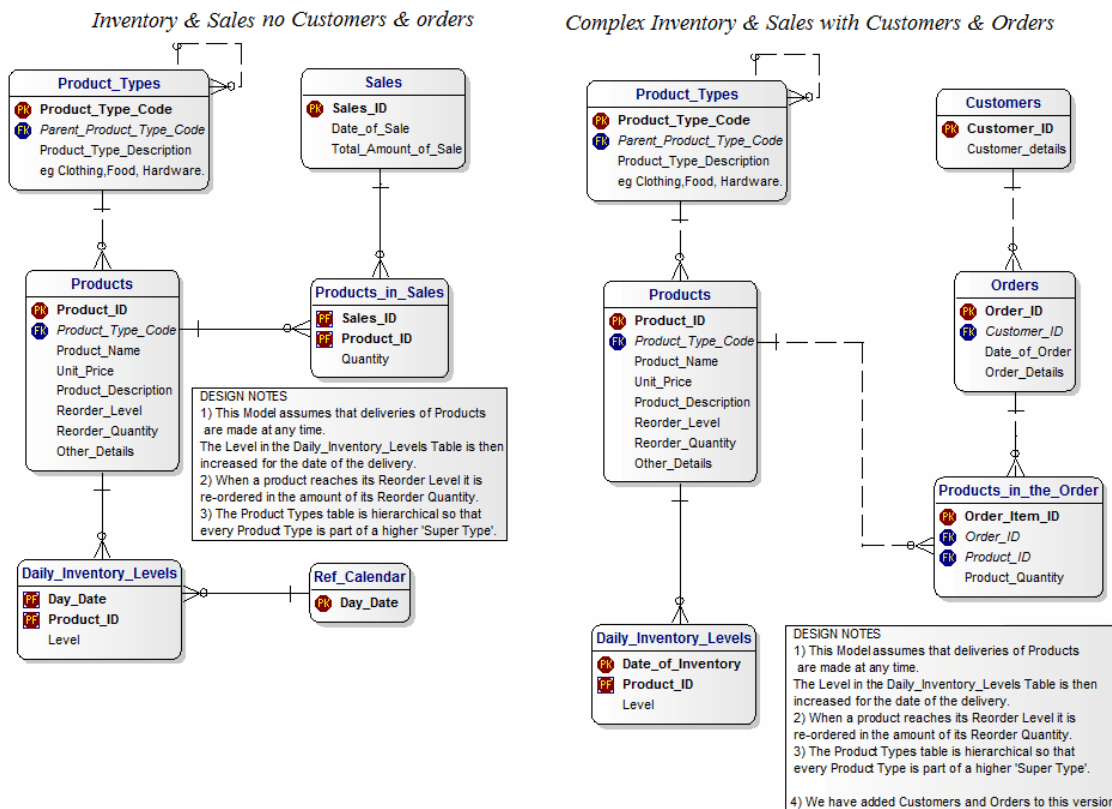 Inventory & Sales no Customers & orders
Product_Types
PK Product_Type_Code
FK Parent_Product_Type_Code
Product_Type_Description
eg Clothing,Food, Hardware.
Sales
PK Sales_ID
Date_of_Sale
Total_Amount_of_Sale
Products
PK Product_ID
FK Product_Type_Code
Product_Name
Unit_Price
Product_Description
Reorder_Level
Reorder_Quantity
Other_Details
Products_in_Sales
PF Sales_ID
PF Product_ID
Quantity
DESIGN NOTES
1) This Model assumes that deliveries of Products
are made at any time.
The Level in the Daily_Inventory_Levels Table is then
increased for the date of the delivery.
2) When a product reaches its Reorder Level it is
re-ordered in the amount of its Reorder Quantity.
3) The Product Types table is hierarchical so that
every Product Type is part of a higher 'Super Type'.
Daily_Inventory_Levels
PF Day_Date
PF Product_ID
Level
Ref_Calendar
PK Day_Date
Complex Inventory & Sales with Customers & Orders
Product_Types
PK Product_Type_Code
FK Parent_Product_Type_Code
Product_Type_Description
eg Clothing,Food, Hardware.
Customers
PK Customer_ID
Customer_details
Products
PK Product_ID
FK Product_Type_Code
Product_Name
Unit_Price
Product_Description
Reorder_Level
Reorder_Quantity
Other_Details
Orders
PK Order_ID
FK Customer_ID
Date_of_Order
Order_Details
Products_in_the_Order
PK Order_Item_ID
FK Order_ID
FK Product_ID
Product_Quantity
Daily_Inventory_Levels
PK Date_of_Inventory
PF Product_ID
Level
DESIGN NOTES
1) This Model assumes that deliveries of Products
are made at any time.
The Level in the Daily_Inventory_Levels Table is then
increased for the date of the delivery.
2) When a product reaches its Reorder Level it is
re-ordered in the amount of its Reorder Quantity.
3) The Product Types table is hierarchical so that
every Product Type is part of a higher 'Super Type'.
4) We have added Customers and Orders to this version